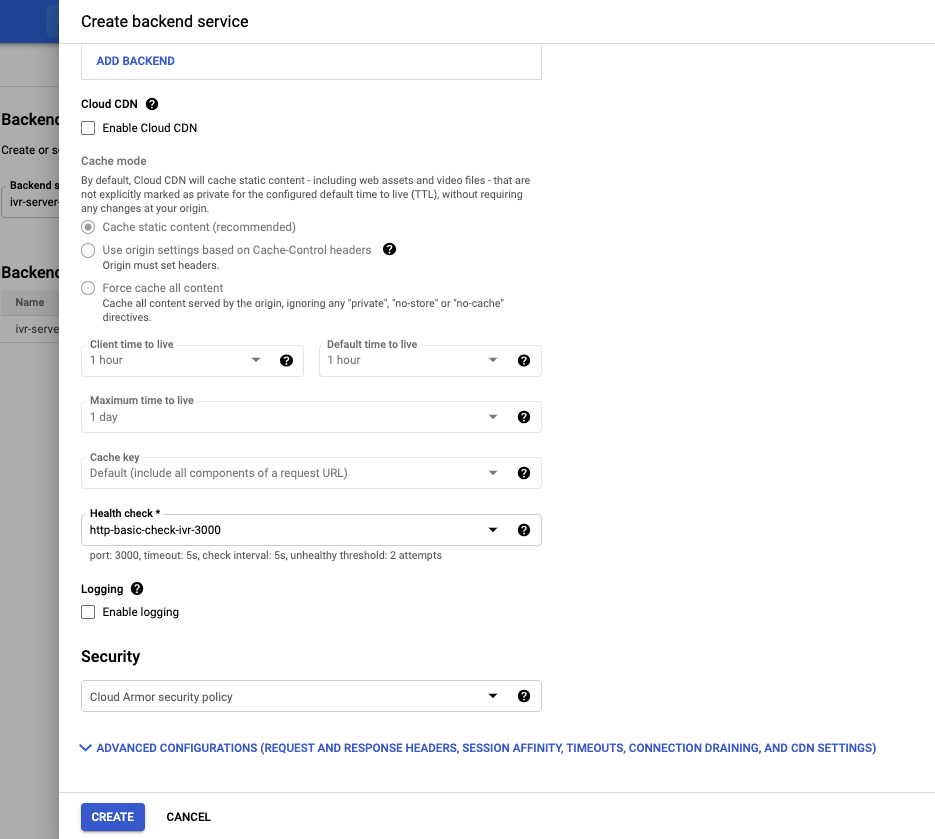 Create backend service
ADD BACKEND
Cloud CDN
Enable Cloud CDN
Cache mode
By default, Cloud CDN will cache static content - including web assets and video files - that are
not explicitly marked as private for the configured default time to live (TTL), without requiring
any changes at your origin.
Cache static content (recommended)
Use origin settings based on Cache-Control headers
Origin must set headers.
Force cache all content
Cache all content served by the origin, ignoring any "private", "no-store" or "no-cache"
directives.
Client time to live
1 hour
Default time to live
1 hour
Maximum time to live
1 day
Cache key
Default (include all components of a request URL)
Health check *
http-basic-check-ivr-3000
port: 3000, timeout: 5s, check interval: 5s, unhealthy threshold: 2 attempts
Logging
Enable logging
Security
Cloud Armor security policy
ADVANCED CONFIGURATIONS (REQUEST AND RESPONSE HEADERS, SESSION AFFINITY, TIMEOUTS, CONNECTION DRAINING, AND CDN SETTINGS)
CREATE
CANCEL
Backend
Create or s
Backend s
ivr-server-
Backend
Name
ivr-serve